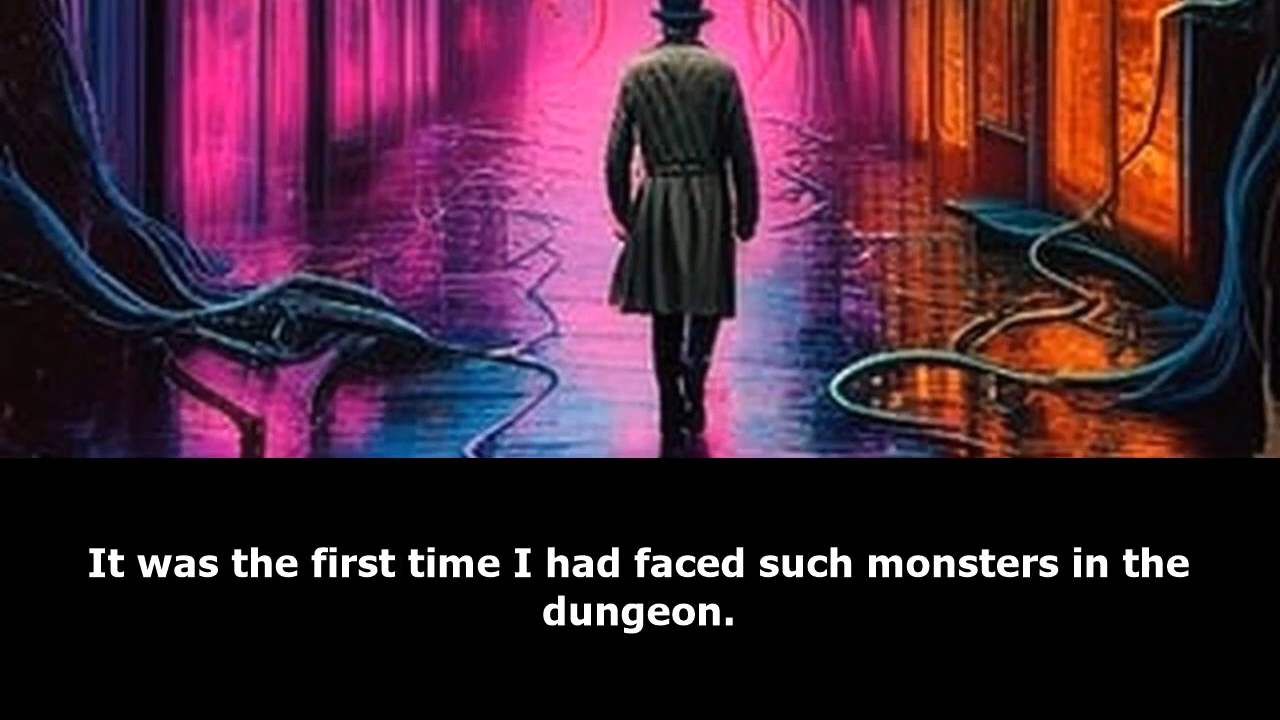 It was the first time I had faced such monsters in the
dungeon.